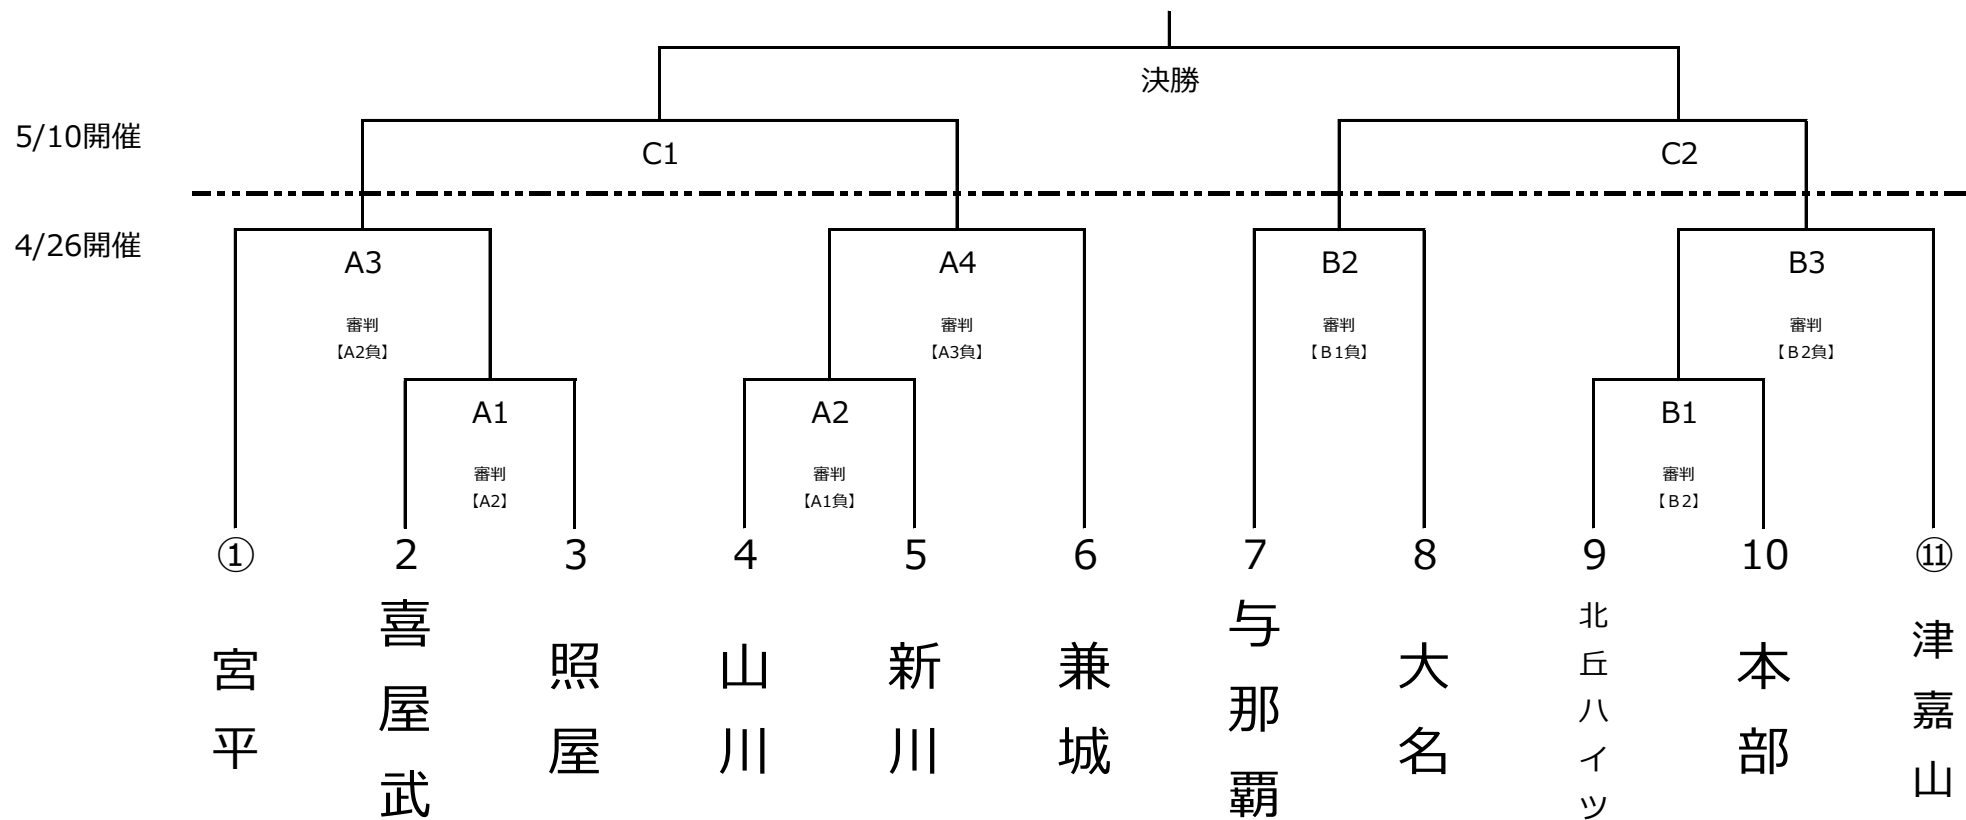 決勝
5/10開催
C1
C2
4/26開催
A3
A4
B2
B3
審判
【A2負】
審判
【A3負】
審判
【Ｂ1負】
審判
【Ｂ2負】
A1
A2
B1
審判
【A2】
審判
【A1負】
審判
【Ｂ2】
① 2 3 4 5 6 7 8 9 10 ⑪
宮平
喜屋武
照屋
山川
新川
兼城
与那覇
大名
北丘ハイツ
本部
津嘉山